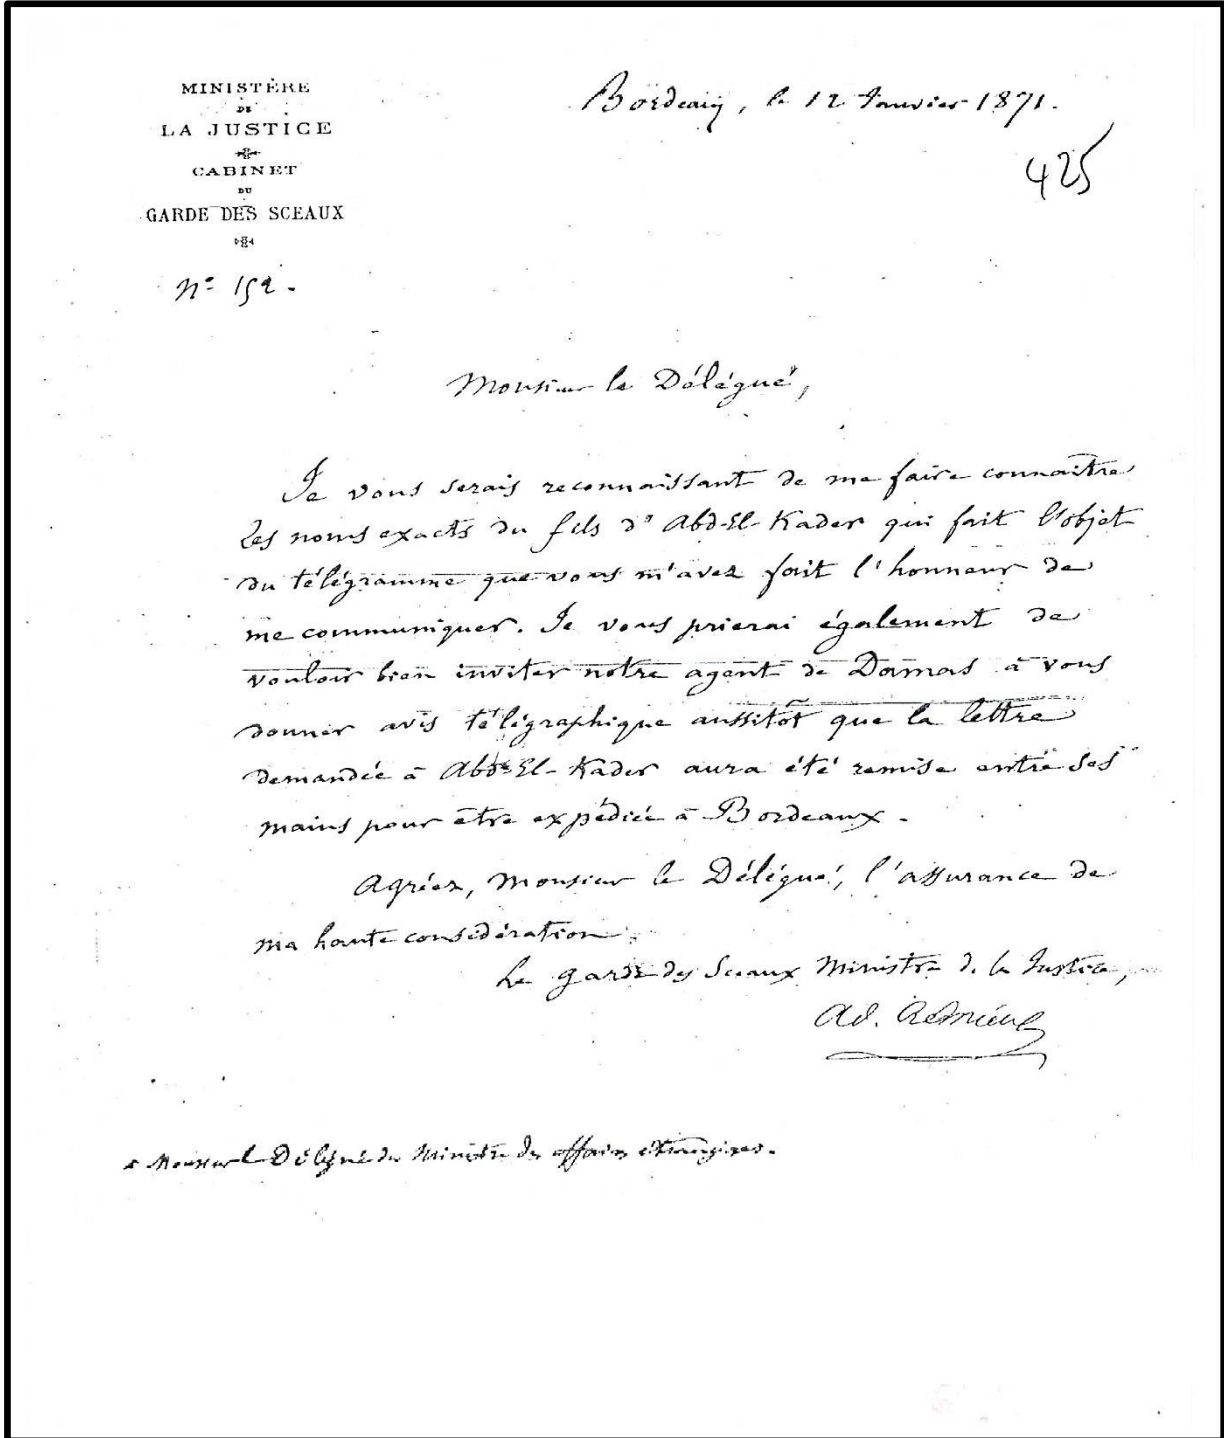 MINISTÈRE
DE
LA JUSTICE
CABINET
DU
GARDE DES SCEAUX
Nº 152.
Bordeaux, le 12 Janvier 1871.
425
Monsieur le Délégué,
Je vous serais reconnaissant de me faire connaître
les noms exacts du fils d'Abd-El-Kader qui fait l'objet
du télégramme que vous m'avez fait l'honneur de
me communiquer. Je vous prierai également de
vouloir bien inviter notre agent de Damas à vous
donner avis télégraphique aussitôt que la lettre
demandée à Abd-El-Kader aura été remise entre ses
mains pour être expédiée à Bordeaux.
Agréez, Monsieur le Délégué, l'assurance de
ma haute considération.
Le garde des Sceaux Ministre de la Justice,
Ad. Crémieux
à Monsieur le Délégué du Ministre des affaires étrangères.